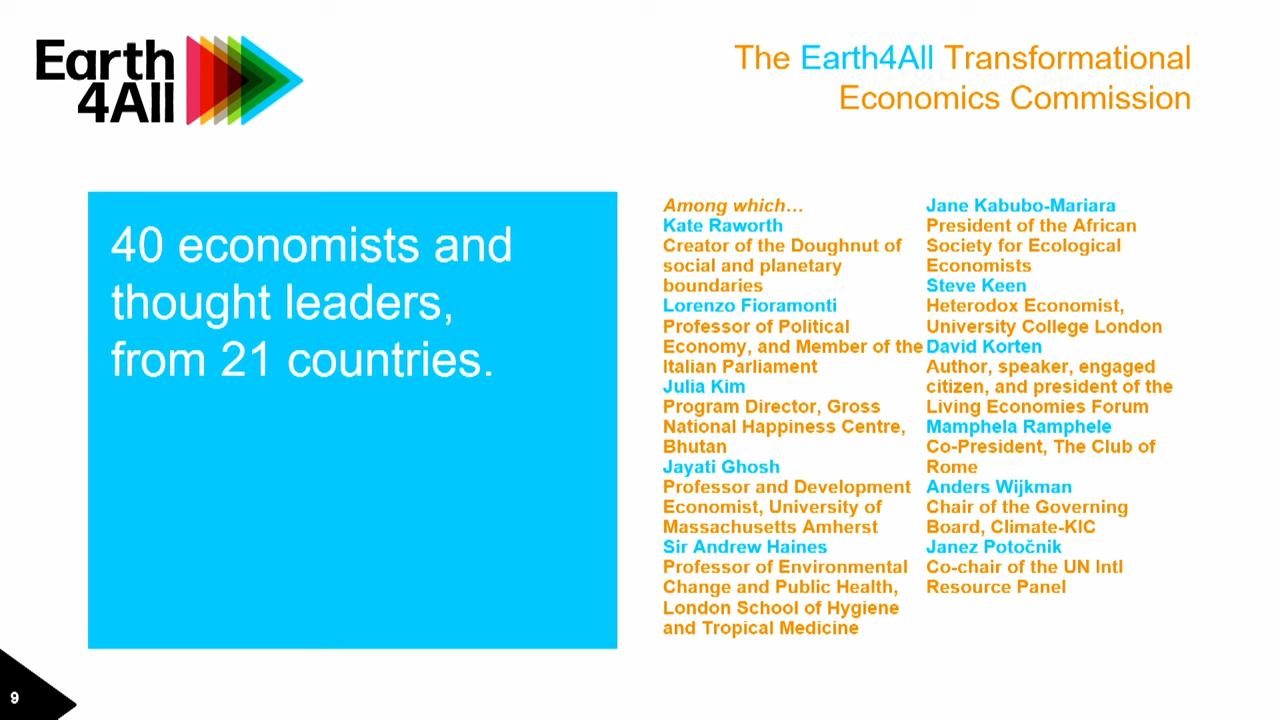 Earth
4All
The Earth4All Transformational
Economics Commission
40 economists and
thought leaders,
from 21 countries.
Among which…
Kate Raworth
Creator of the Doughnut of
social and planetary
boundaries
Lorenzo Fioramonti
Professor of Political
Economy, and Member of the
Italian Parliament
Julia Kim
Program Director, Gross
National Happiness Centre,
Bhutan
Jayati Ghosh
Professor and Development
Economist, University of
Massachusetts Amherst
Sir Andrew Haines
Professor of Environmental
Change and Public Health,
London School of Hygiene
and Tropical Medicine
Jane Kabubo-Mariara
President of the African
Society for Ecological
Economists
Steve Keen
Heterodox Economist,
University College London
David Korten
Author, speaker, engaged
citizen, and president of the
Living Economies Forum
Mamphela Ramphele
Co-President, The Club of
Rome
Anders Wijkman
Chair of the Governing
Board, Climate-KIC
Janez Potočnik
Co-chair of the UN Intl
Resource Panel
9